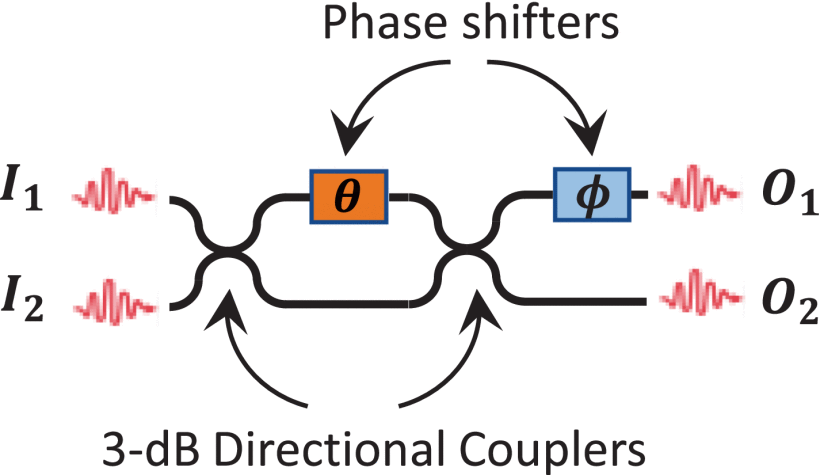 Phase shifters
I₁
θ
ϕ
O₁
I₂
O₂
3-dB Directional Couplers